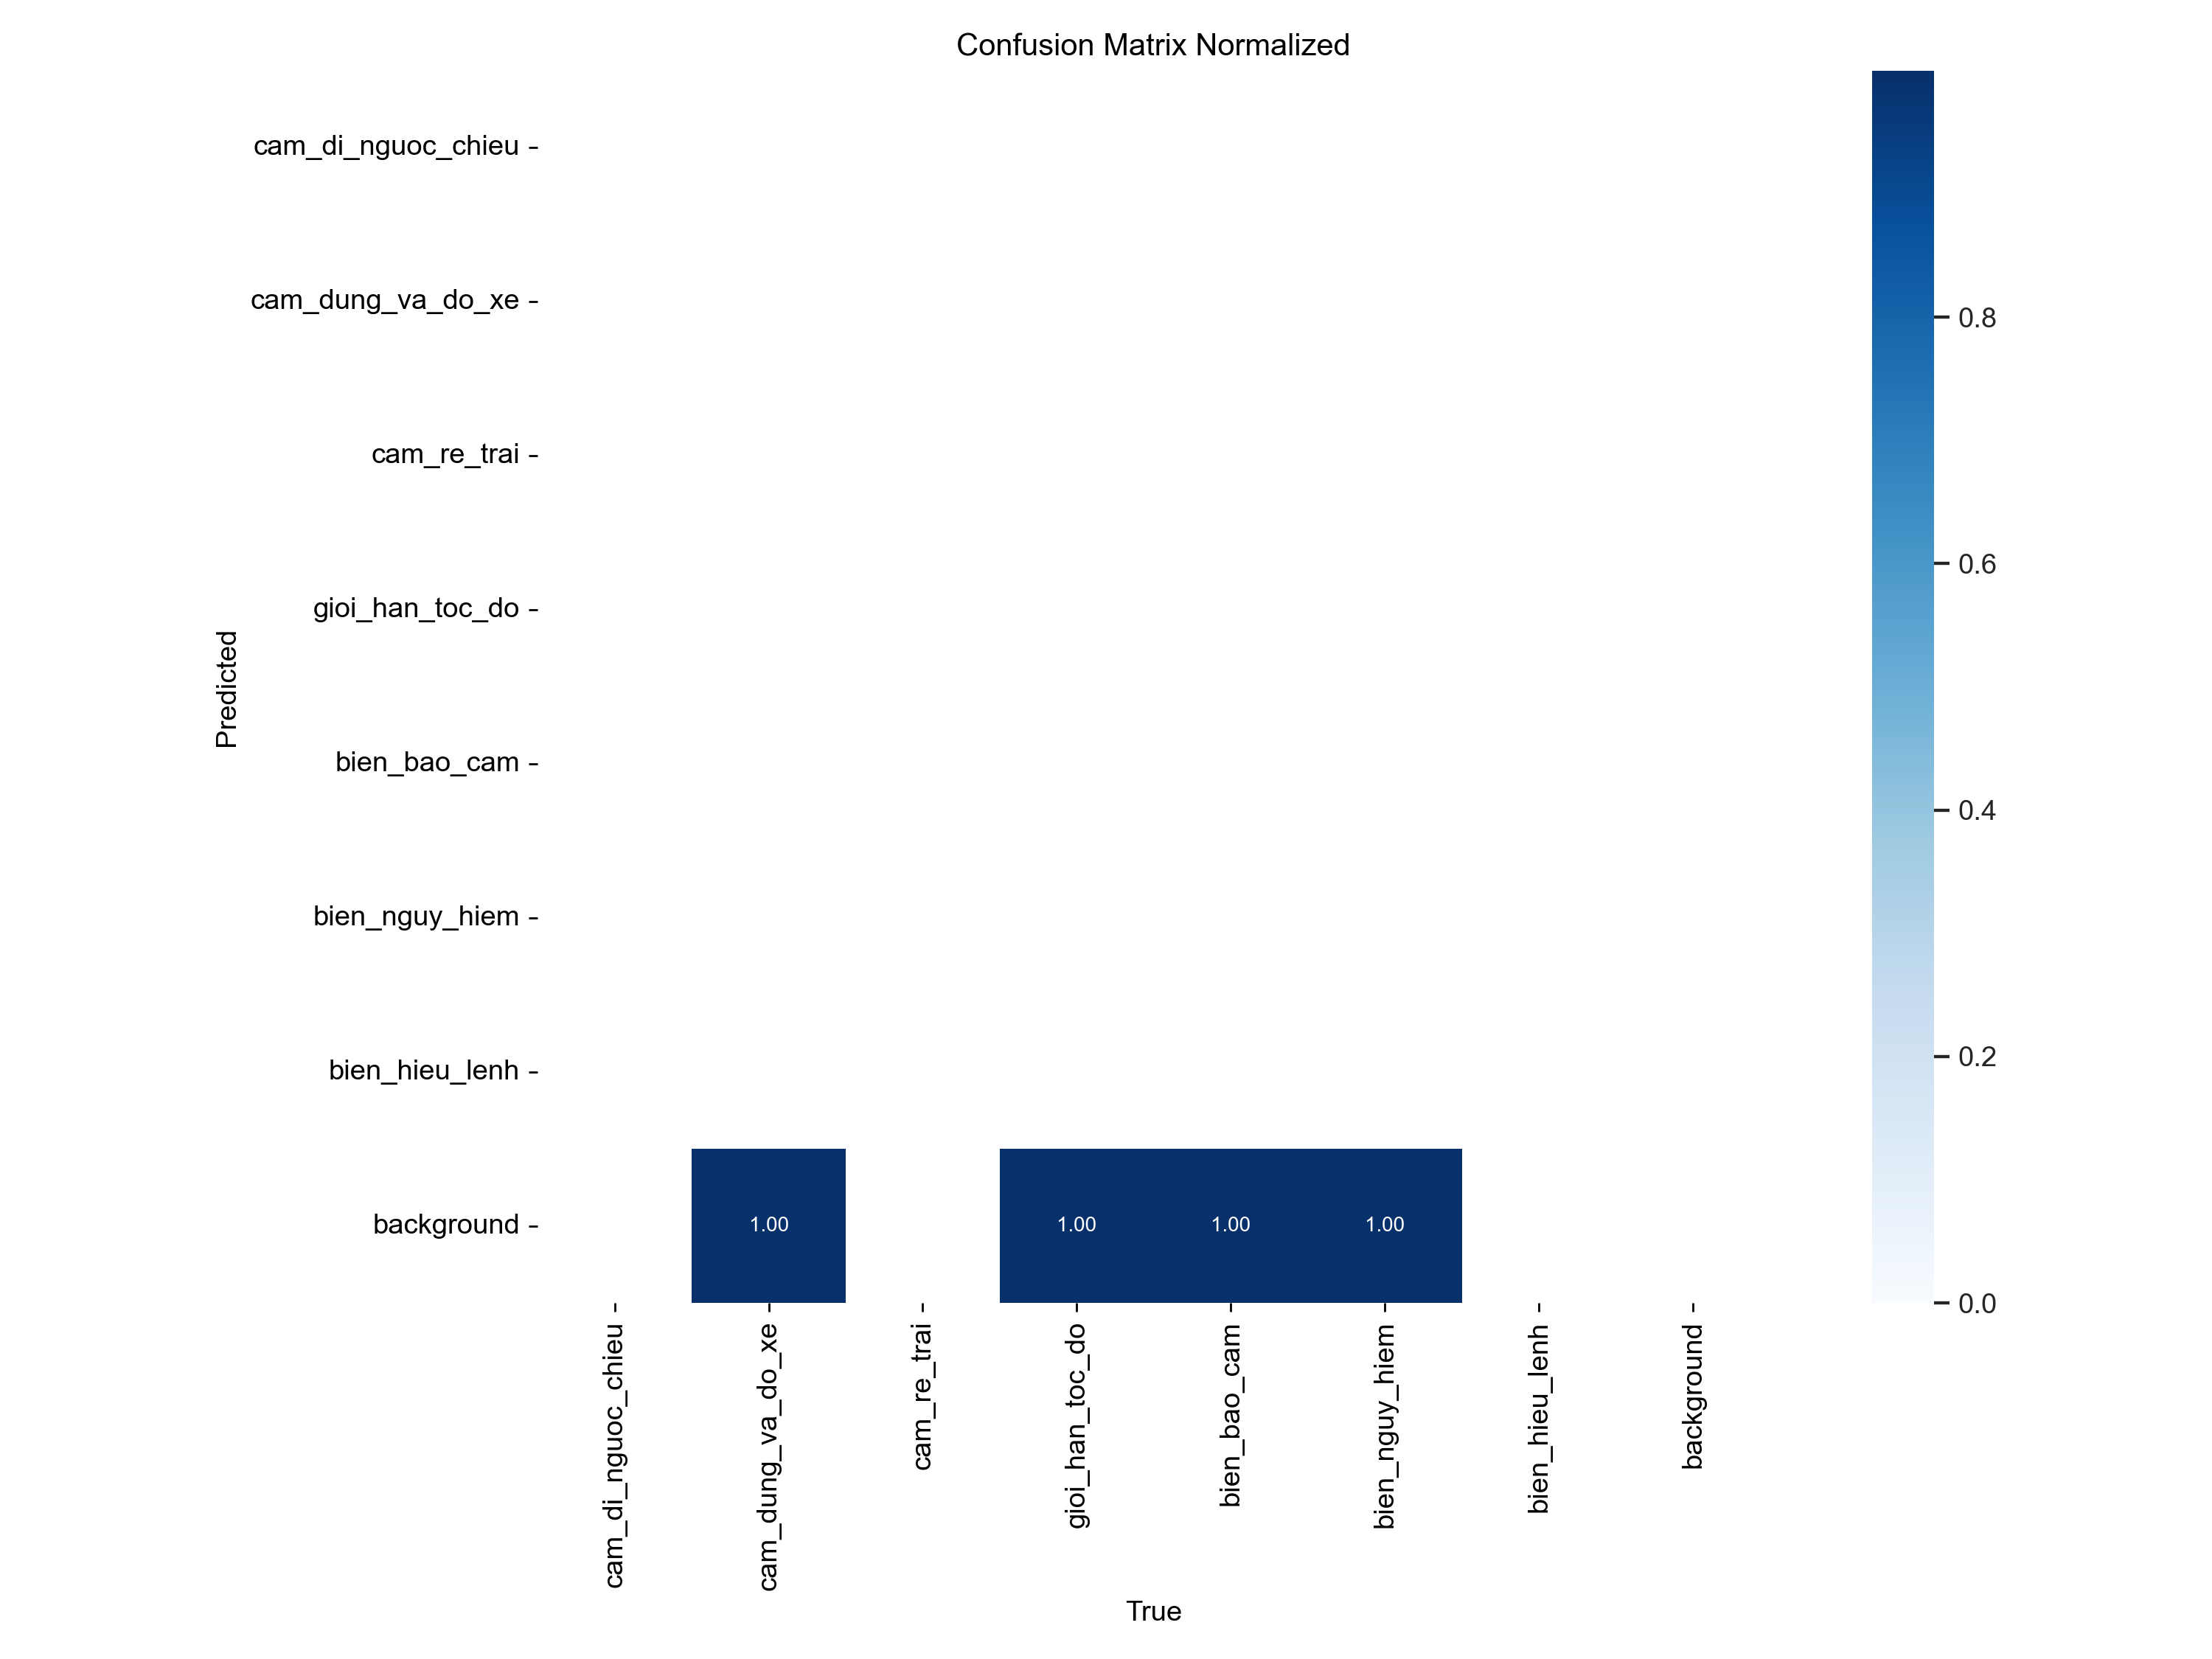 Confusion Matrix Normalized
cam_di_nguoc_chieu
cam_dung_va_do_xe
cam_re_trai
gioi_han_toc_do
bien_bao_cam
bien_nguy_hiem
bien_hieu_lenh
background
Predicted
1.00 1.00 1.00 1.00
cam_di_nguoc_chieu
cam_dung_va_do_xe
cam_re_trai
gioi_han_toc_do
bien_bao_cam
bien_nguy_hiem
bien_hieu_lenh
background
True
0.8
0.6
0.4
0.2
0.0